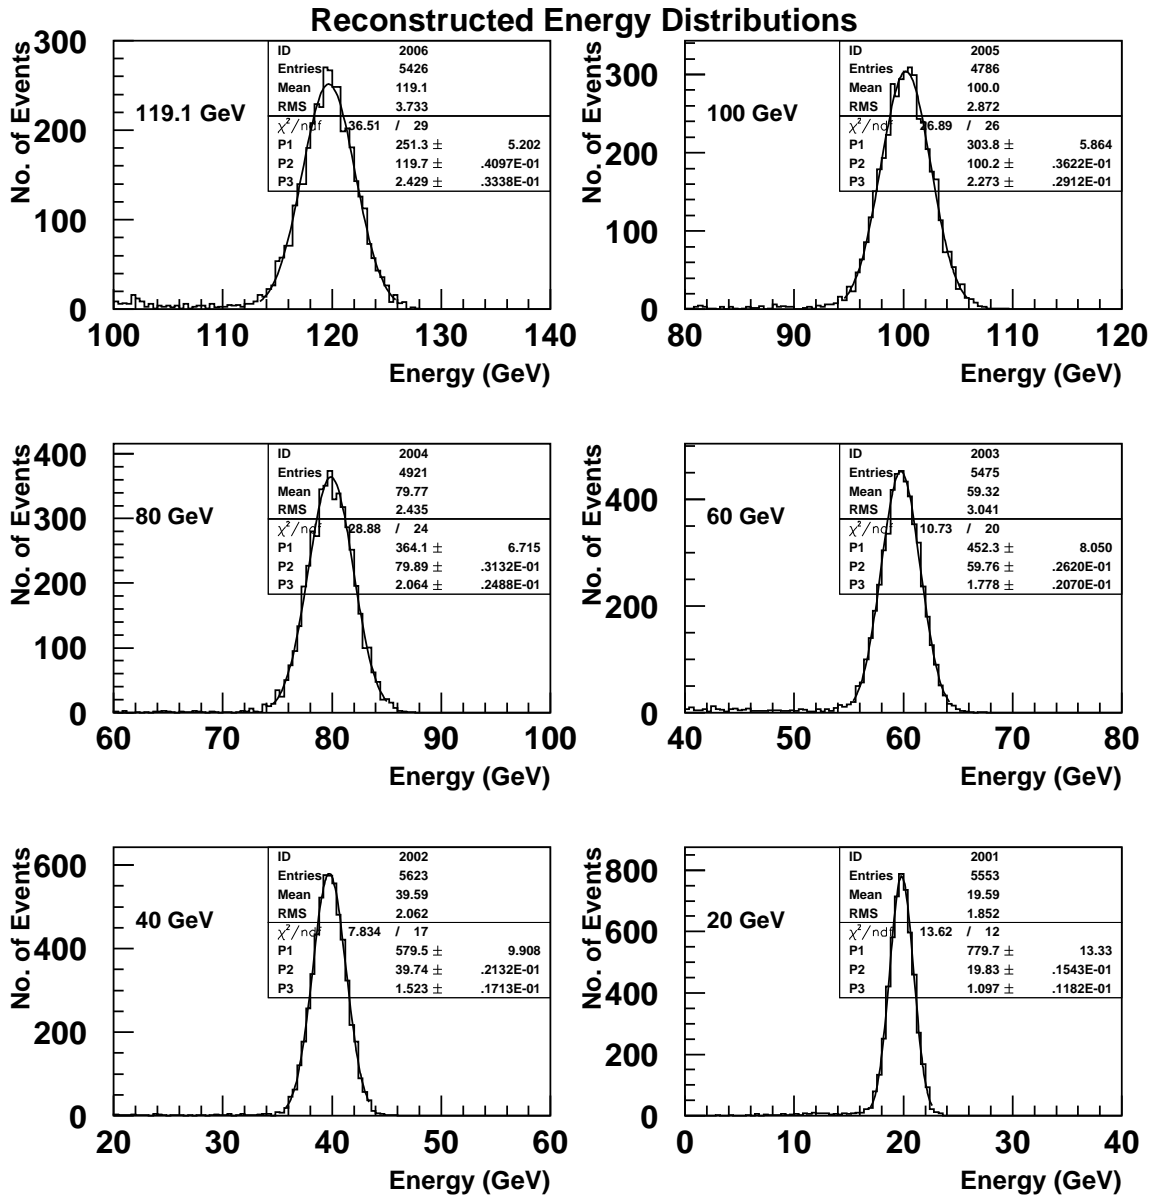 Reconstructed Energy Distributions
No. of Events
300
200
100
0
119.1 GeV
ID 2006
Entries 5426
Mean 119.1
RMS 3.733
χ²/ndf 36.51 / 29
P1 251.3 ± 5.202
P2 119.7 ± .4097E-01
P3 2.429 ± .3338E-01
100 110 120 130 140
Energy (GeV)
No. of Events
300
200
100
0
100 GeV
ID 2005
Entries 4786
Mean 100.0
RMS 2.872
χ²/ndf 26.89 / 26
P1 303.8 ± 5.864
P2 100.2 ± .3622E-01
P3 2.273 ± .2912E-01
80 90 100 110 120
Energy (GeV)
No. of Events
400
300
200
100
0
80 GeV
ID 2004
Entries 4921
Mean 79.77
RMS 2.435
χ²/ndf 28.88 / 24
P1 364.1 ± 6.715
P2 79.89 ± .3132E-01
P3 2.064 ± .2488E-01
60 70 80 90 100
Energy (GeV)
No. of Events
400
200
0
60 GeV
ID 2003
Entries 5475
Mean 59.32
RMS 3.041
χ²/ndf 10.73 / 20
P1 452.3 ± 8.050
P2 59.76 ± .2620E-01
P3 1.778 ± .2070E-01
40 50 60 70 80
Energy (GeV)
No. of Events
600
400
200
0
40 GeV
ID 2002
Entries 5623
Mean 39.59
RMS 2.062
χ²/ndf 7.834 / 17
P1 579.5 ± 9.908
P2 39.74 ± .2132E-01
P3 1.523 ± .1713E-01
20 30 40 50 60
Energy (GeV)
No. of Events
800
600
400
200
0
20 GeV
ID 2001
Entries 5553
Mean 19.59
RMS 1.852
χ²/ndf 13.62 / 12
P1 779.7 ± 13.33
P2 19.83 ± .1543E-01
P3 1.097 ± .1182E-01
0 10 20 30 40
Energy (GeV)